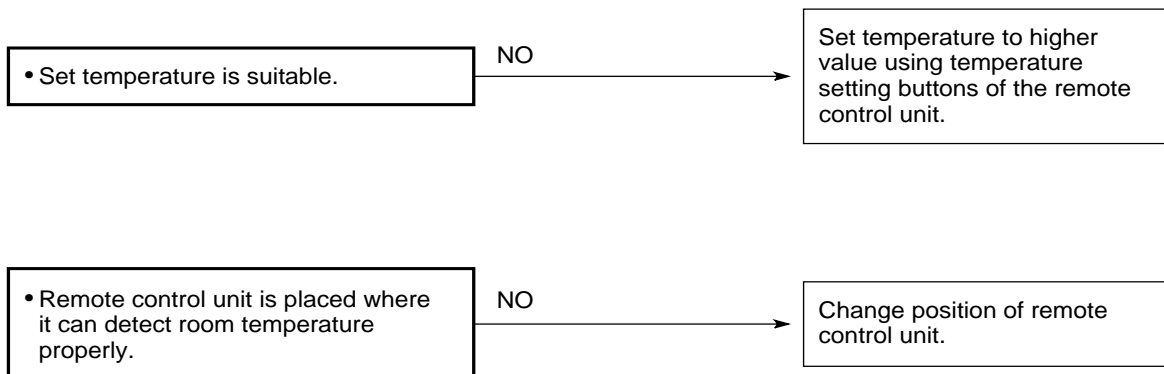 • Set temperature is suitable.
NO
Set temperature to higher
value using temperature
setting buttons of the remote
control unit.
• Remote control unit is placed where
it can detect room temperature
properly.
NO
Change position of remote
control unit.